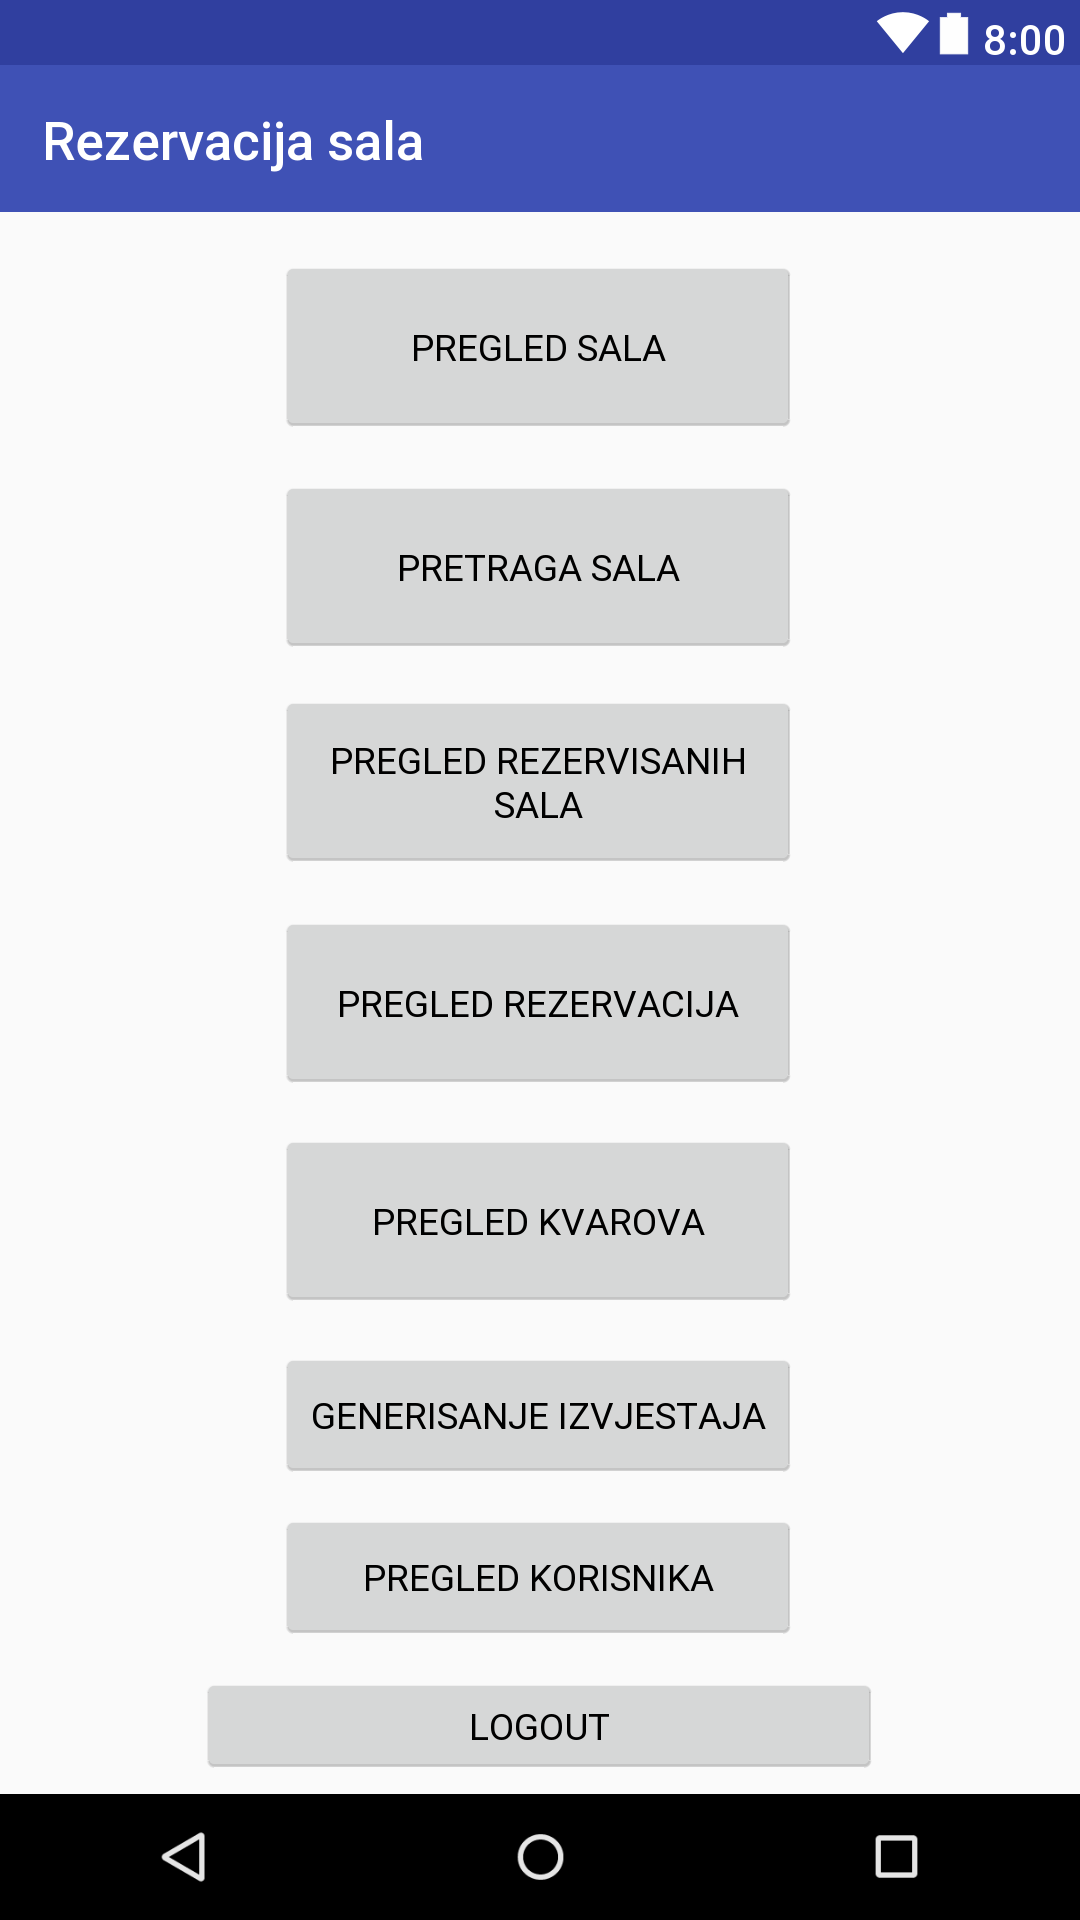 8:00
Rezervacija sala
PREGLED SALA
PRETRAGA SALA
PREGLED REZERVISANIH
SALA
PREGLED REZERVACIJA
PREGLED KVAROVA
GENERISANJE IZVJESTAJA
PREGLED KORISNIKA
LOGOUT